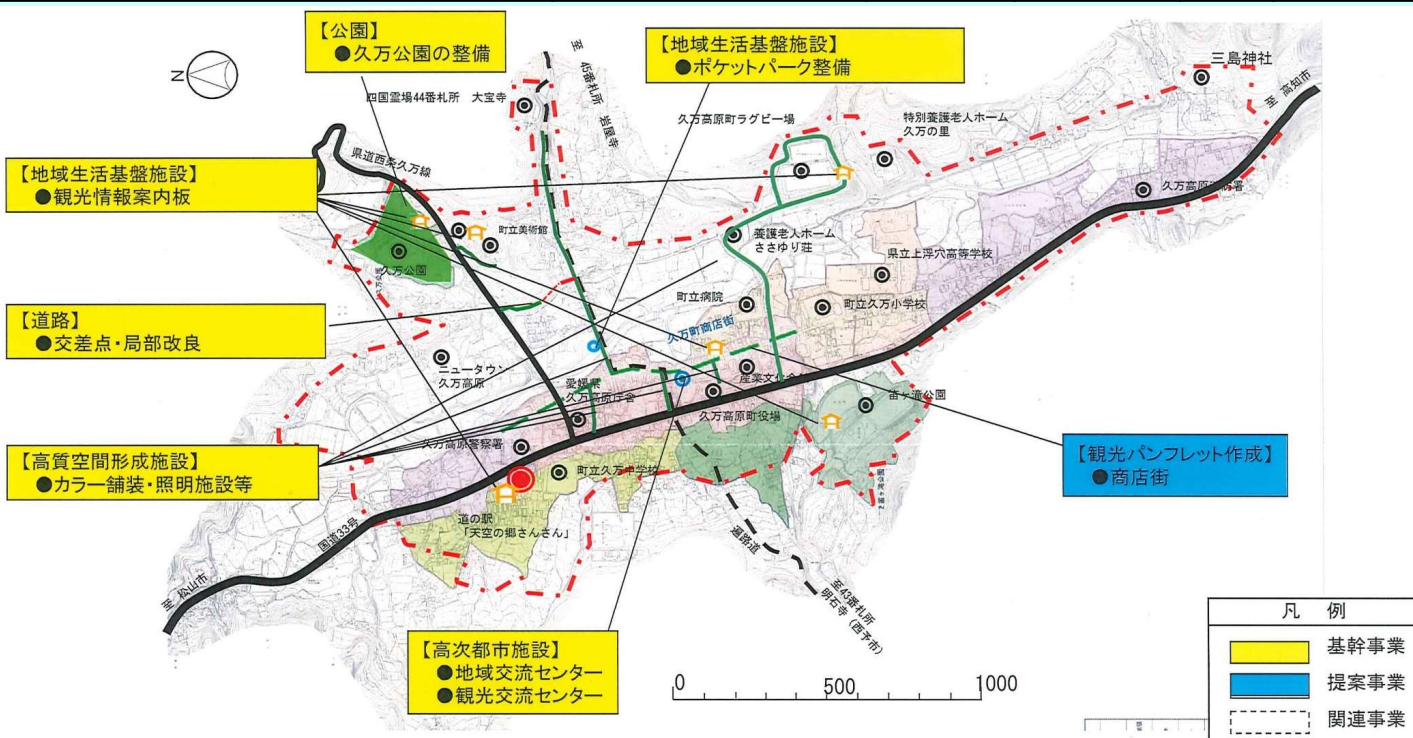 【公園】
●久万公園の整備
【地域生活基盤施設】
●ポケットパーク整備
N
至 45番札所 岩屋寺
四国霊場44番札所 大宝寺
三島神社
至 高知市
久万高原町ラグビー場
特別養護老人ホーム
久万の里
県道西条久万線
【地域生活基盤施設】
●観光情報案内板
町立美術館
久万公園
養護老人ホーム
ささゆり荘
県立上浮穴高等学校
町立病院
町立久万小学校
【道路】
●交差点・局部改良
久万町商店街
ニュータウン
久万高原
愛媛県
久万高原庁舎
産業文化会
久万高原町役場
笛ヶ滝公園
久万高原警察署
【高質空間形成施設】
●カラー舗装・照明施設等
町立久万中学校
【観光パンフレット作成】
●商店街
道の駅
「天空の郷さんさん」
国道33号
至 松山市
遍路道
至43番札所
明石寺（西予市）
【高次都市施設】
●地域交流センター
●観光交流センター
0 500 1000
凡 例
基幹事業
提案事業
関連事業